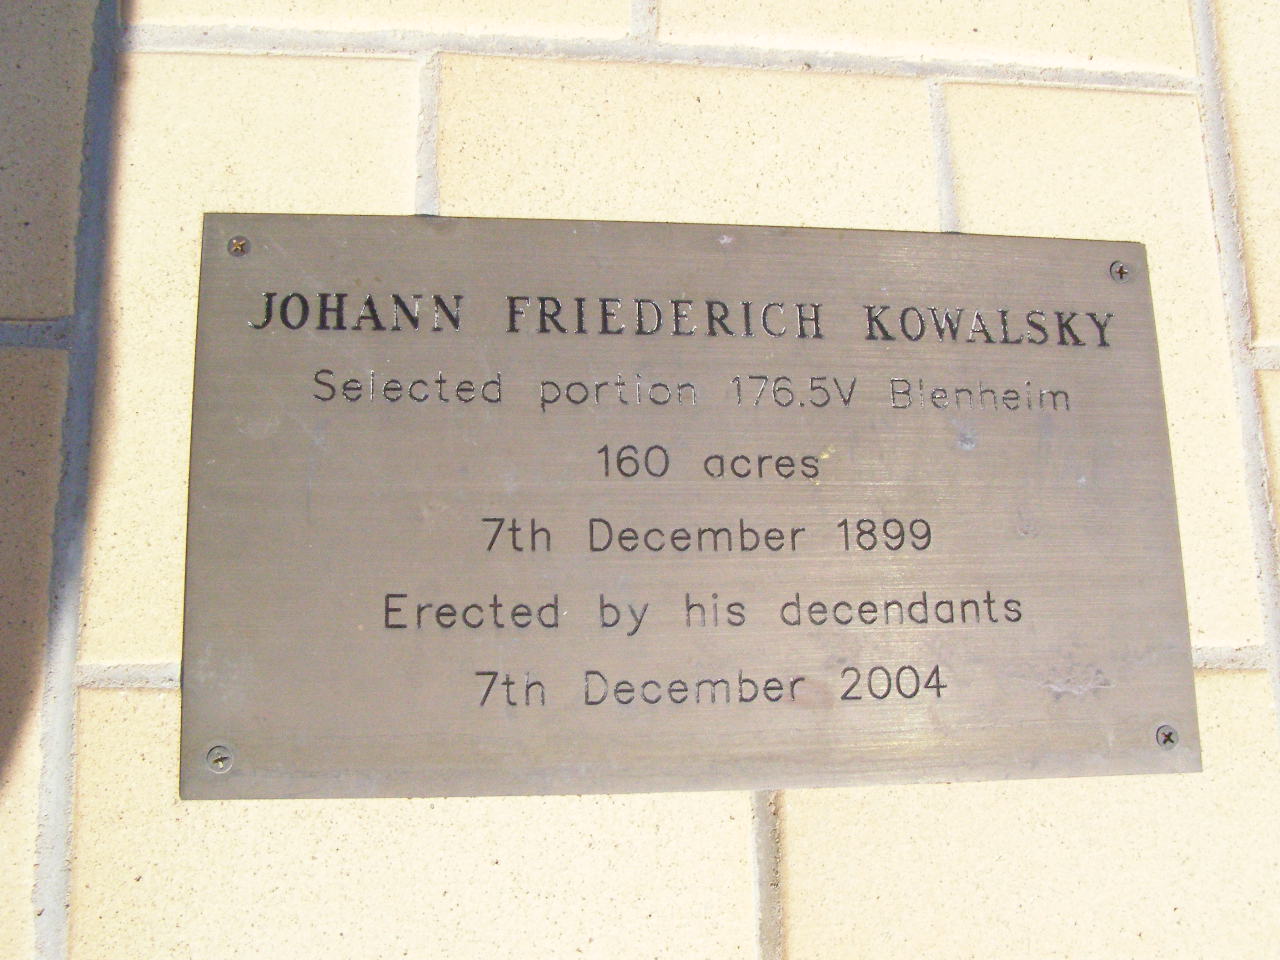 JOHANN FRIEDERICH KOWALSKY
Selected portion 176.5V Blenheim
160 acres
7th December 1899
Erected by his decendants
7th December 2004